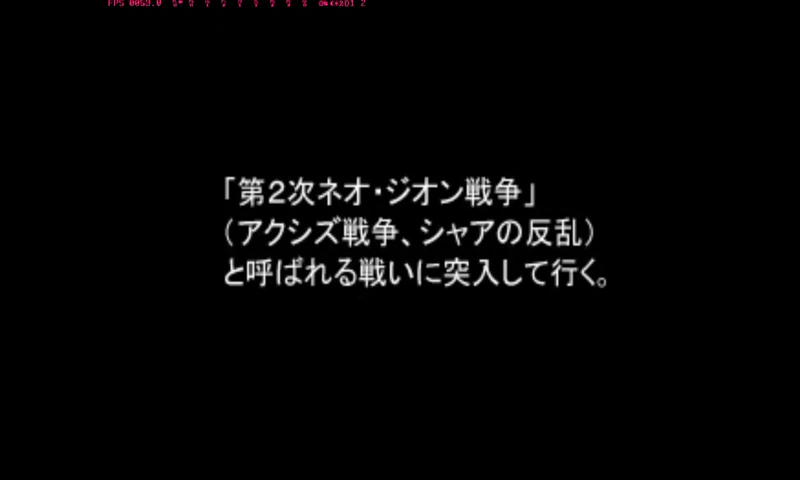 「第2次ネオ・ジオン戦争」
(アクシズ戦争、シャアの反乱)
と呼ばれる戦いに突入して行く。